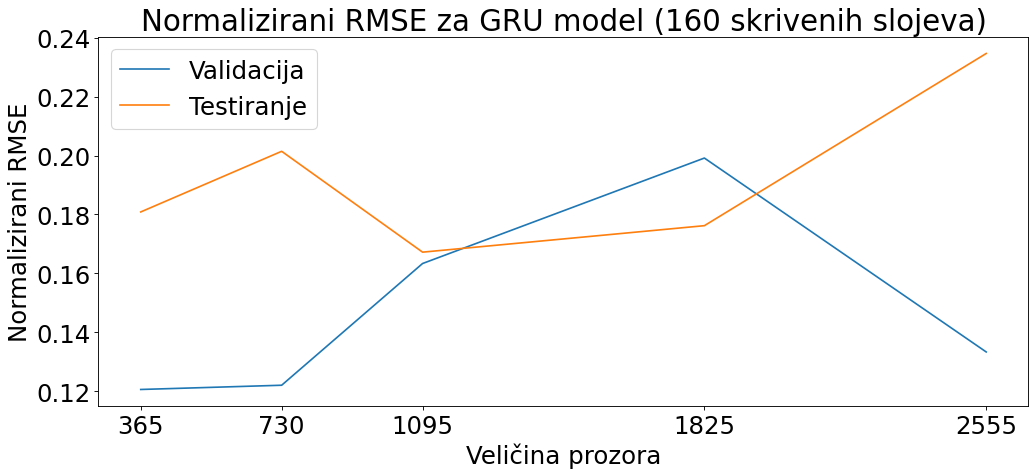 Normalizirani RMSE za GRU model (160 skrivenih slojeva)
Validacija
Testiranje
Normalizirani RMSE
0.24
0.22
0.20
0.18
0.16
0.14
0.12
365 730 1095 1825 2555
Veličina prozora